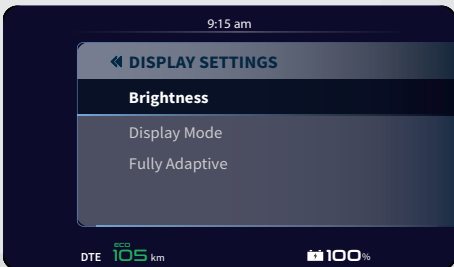 9:15 am
DISPLAY SETTINGS
Brightness
Display Mode
Fully Adaptive
ECO
DTE 105 km 100%